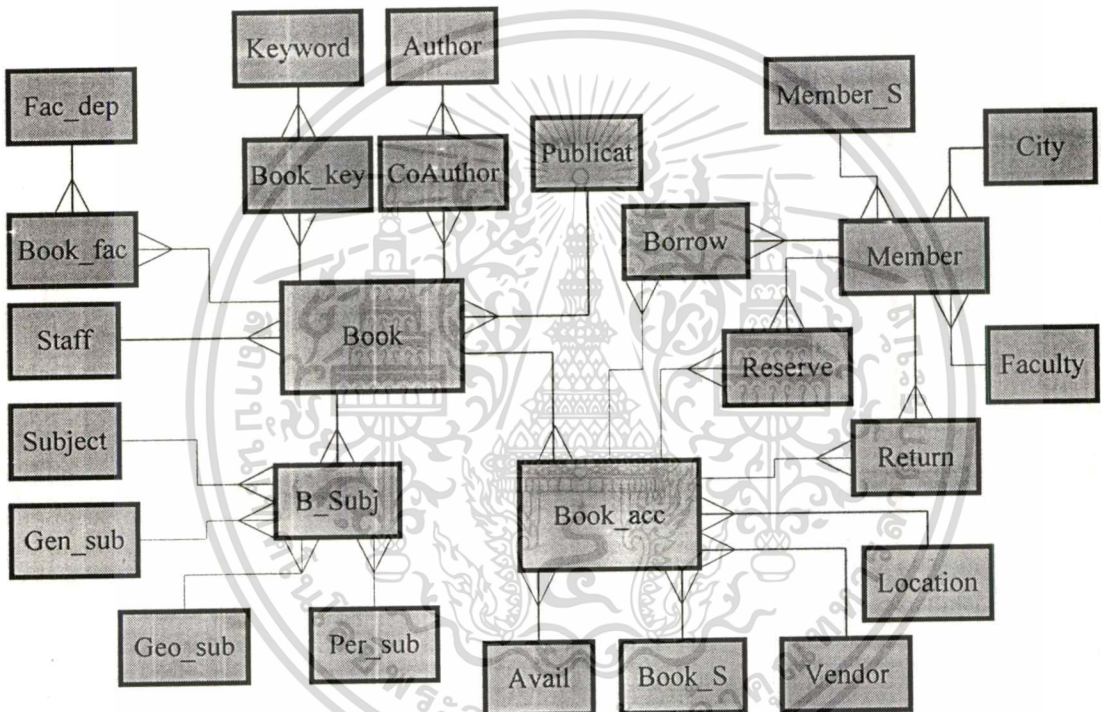 Keyword
Author
Fac_dep
Member_S
City
Publicat
Book_key
CoAuthor
Book_fac
Borrow
Member
Staff
Book
Reserve
Faculty
Subject
B_Subj
Return
Gen_sub
Book_acc
Location
Geo_sub
Per_sub
Avail
Book_S
Vendor